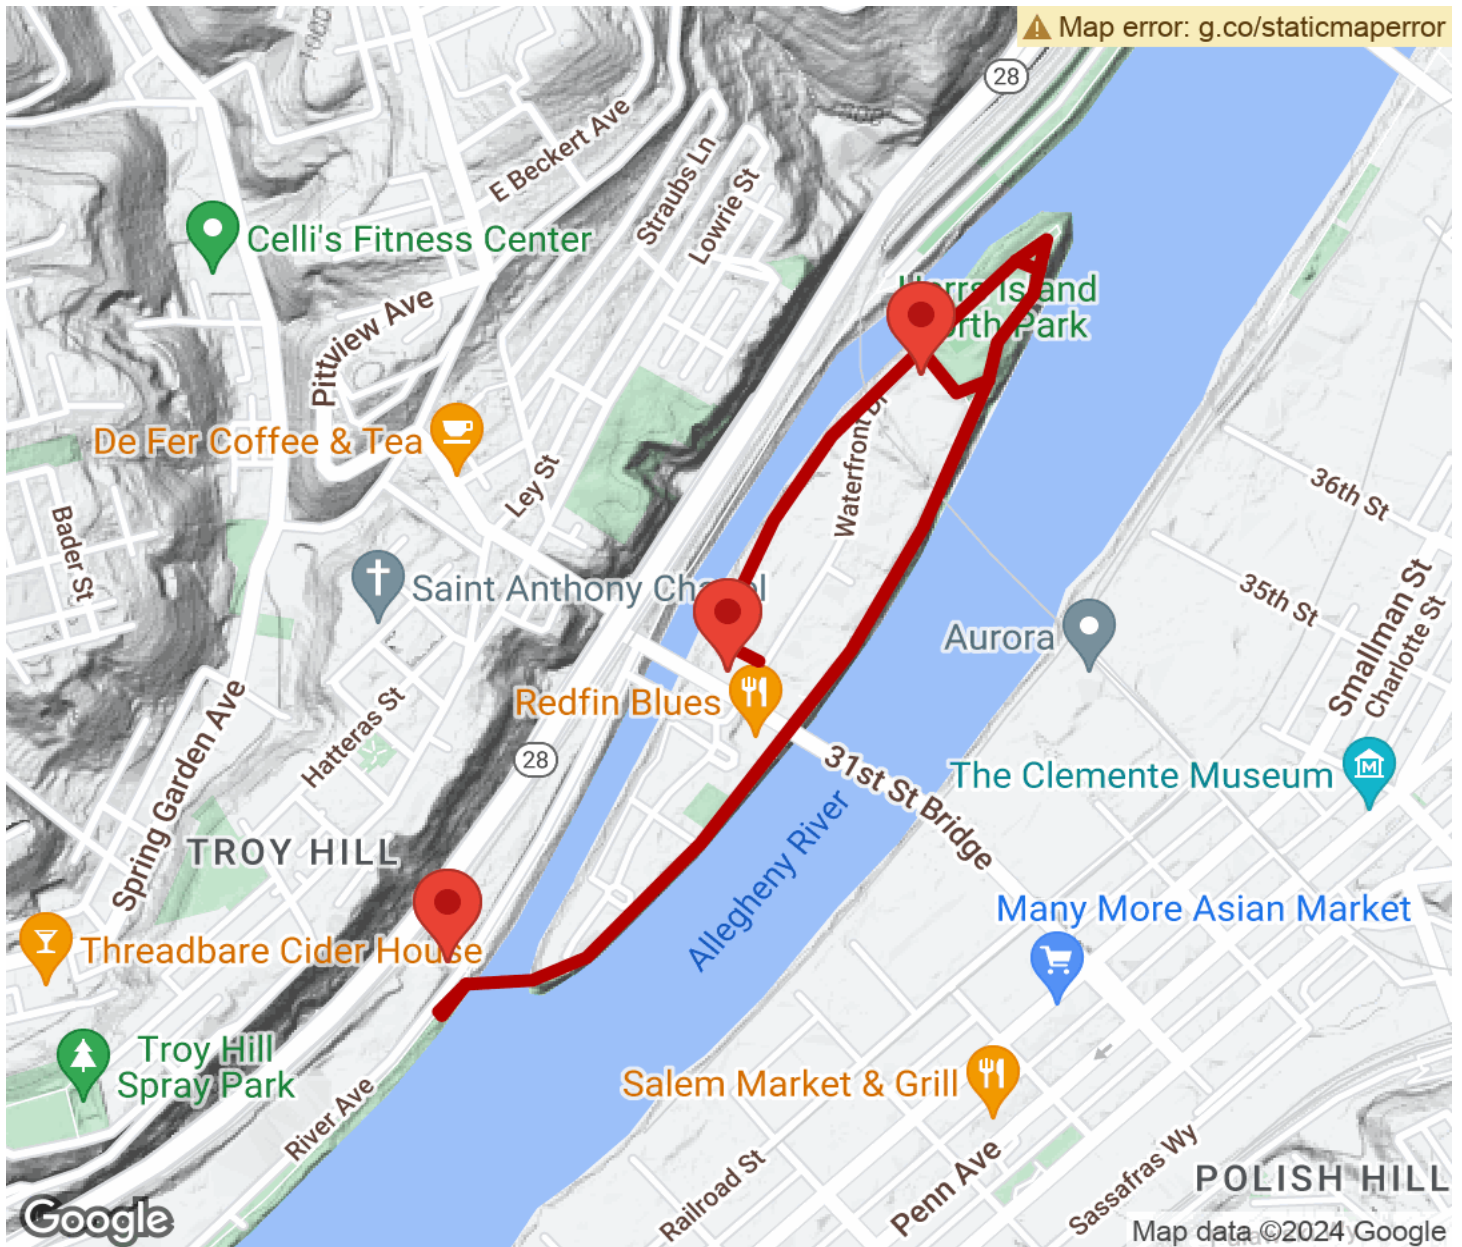 Map error: g.co/staticmaperror
28
E Beckert Ave
Straubs Ln
Lowrie St
Celli's Fitness Center
Pittview Ave
Herrs Island
North Park
De Fer Coffee & Tea
Ley St
Waterfront Dr
36th St
Bader St
35th St
Smallman St
Charlotte St
Saint Anthony Chapel
Aurora
Redfin Blues
Hatteras St
Spring Garden Ave
28
31st St Bridge
The Clemente Museum
Allegheny River
TROY HILL
Many More Asian Market
Threadbare Cider House
Troy Hill
Spray Park
River Ave
Salem Market & Grill
Railroad St
Penn Ave
Sassafras Wy
POLISH HILL
Google
Map data ©2024 Google